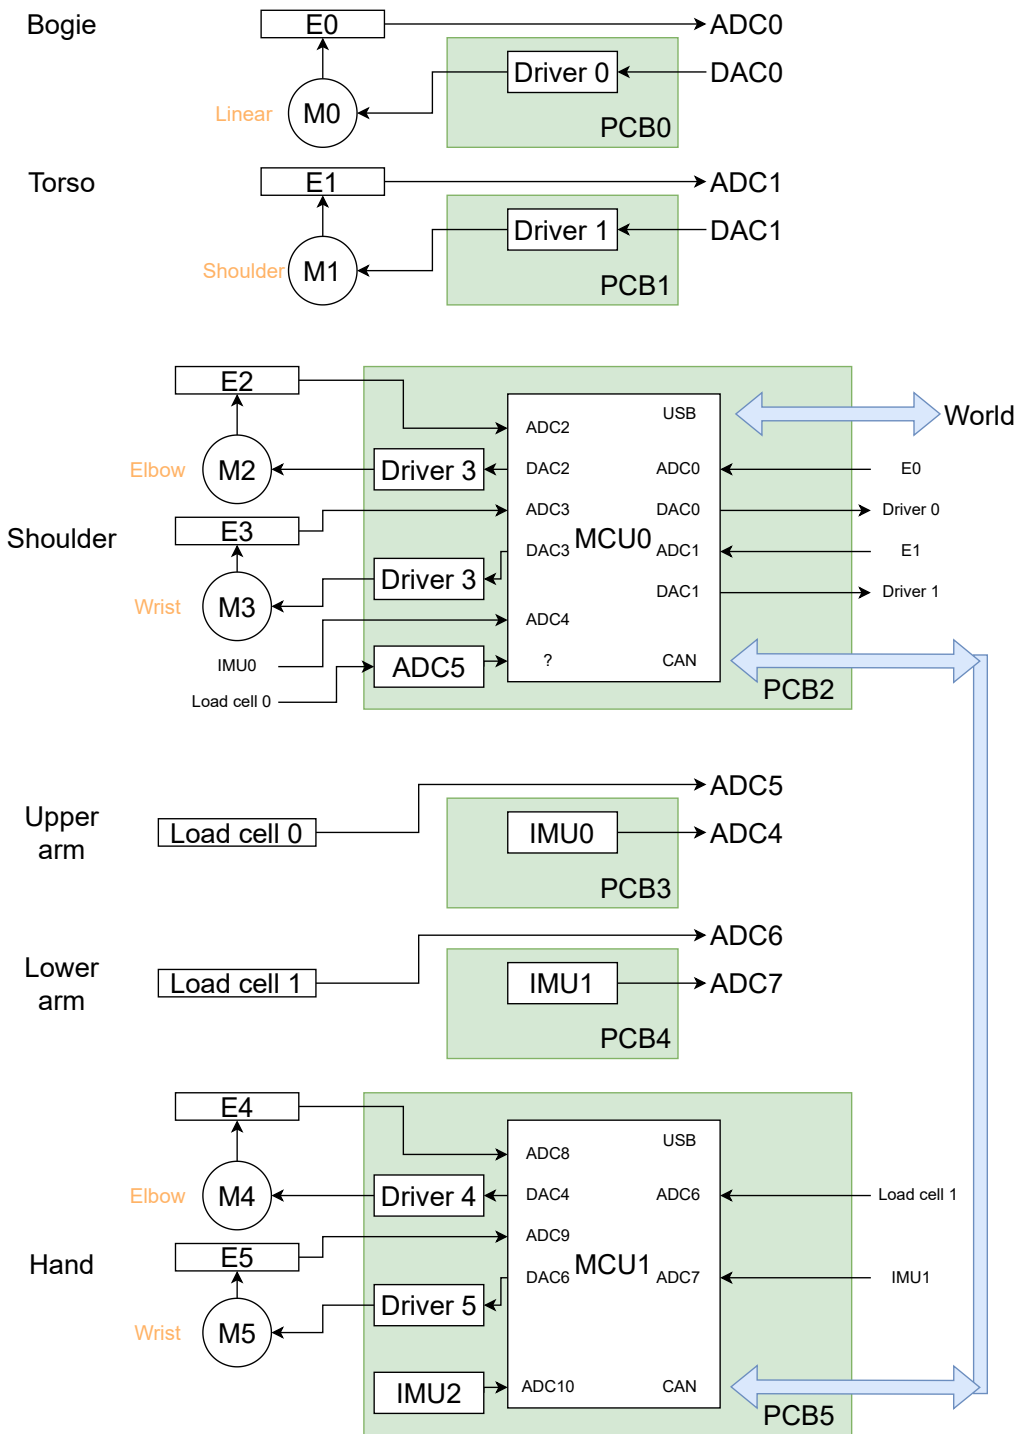 Bogie
E0
ADC0
Driver 0
DAC0
Linear
M0
PCB0
Torso
E1
ADC1
Driver 1
DAC1
Shoulder
M1
PCB1
E2
USB
World
ADC2
Elbow
M2
Driver 3
DAC2
ADC0
E0
E3
ADC3
DAC0
Driver 0
Shoulder
MCU0
DAC3
ADC1
E1
Driver 3
Wrist
M3
DAC1
Driver 1
ADC4
IMU0
ADC5
?
CAN
Load cell 0
PCB2
ADC5
Upper
arm
Load cell 0
IMU0
ADC4
PCB3
ADC6
Lower
arm
Load cell 1
IMU1
ADC7
PCB4
E4
USB
ADC8
Elbow
M4
Driver 4
DAC4
ADC6
Load cell 1
E5
ADC9
Hand
MCU1
DAC6
ADC7
IMU1
Driver 5
Wrist
M5
IMU2
ADC10
CAN
PCB5